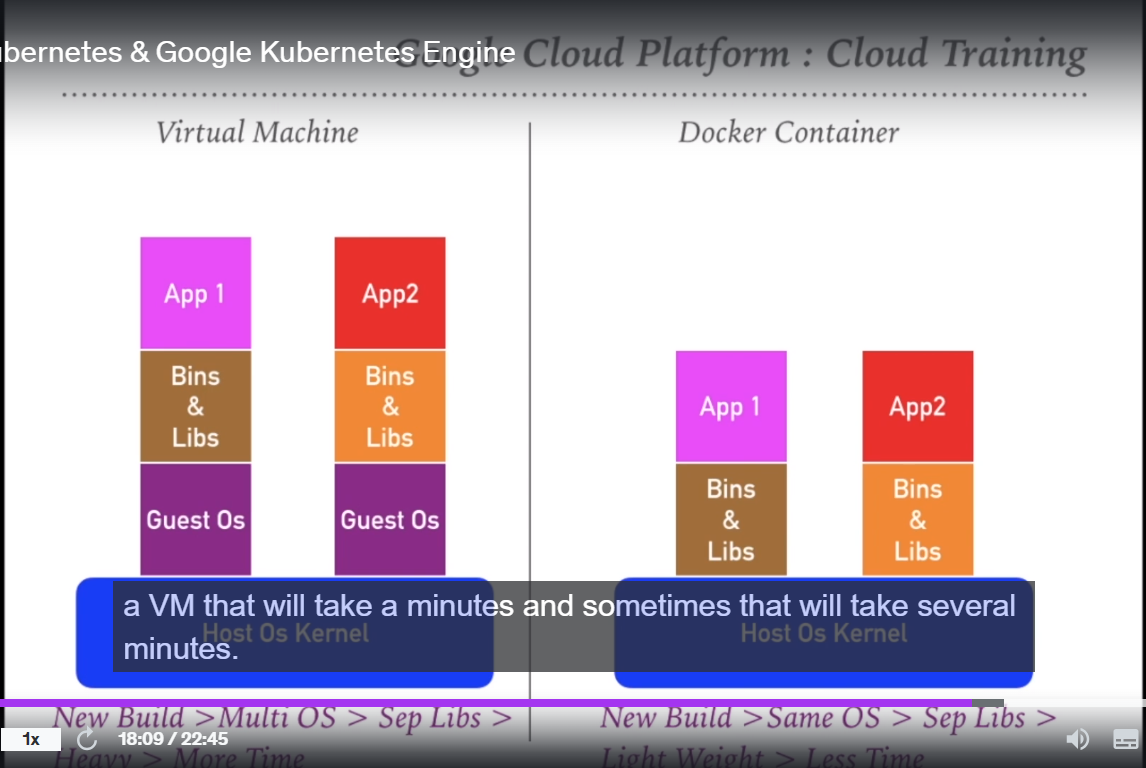 bernetes & Google Kubernetes Engine
Google Cloud Platform : Cloud Training
Virtual Machine
Docker Container
App 1
App2
Bins
&
Libs
Bins
&
Libs
Guest Os
Guest Os
App 1
App2
Bins
&
Libs
Bins
&
Libs
a VM that will take a minutes and sometimes that will take several
minutes.
Host Os Kernel
Host Os Kernel
New Build >Multi OS > Sep Libs >
Heavy > More Time
New Build >Same OS > Sep Libs >
Light Weight > Less Time
1x
18:09 / 22:45